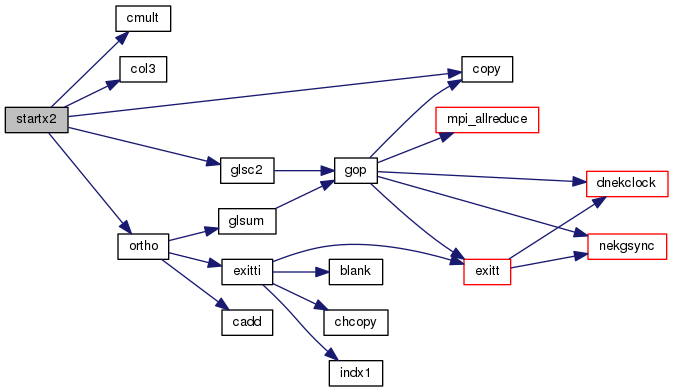 cmult
col3
copy
startx2
mpi_allreduce
glsc2
gop
dnekclock
glsum
ortho
nekgsync
exitti
blank
exitt
cadd
chcopy
indx1